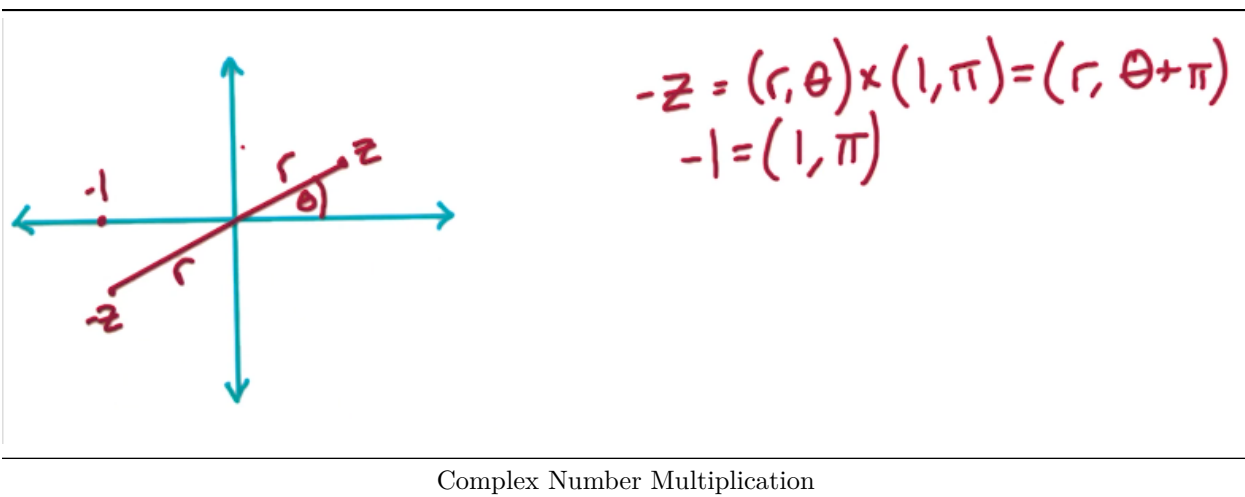 -z = (r, θ) × (1, π) = (r, θ+π)
-1 = (1, π)
-1
r
z
θ
r
-z
Complex Number Multiplication